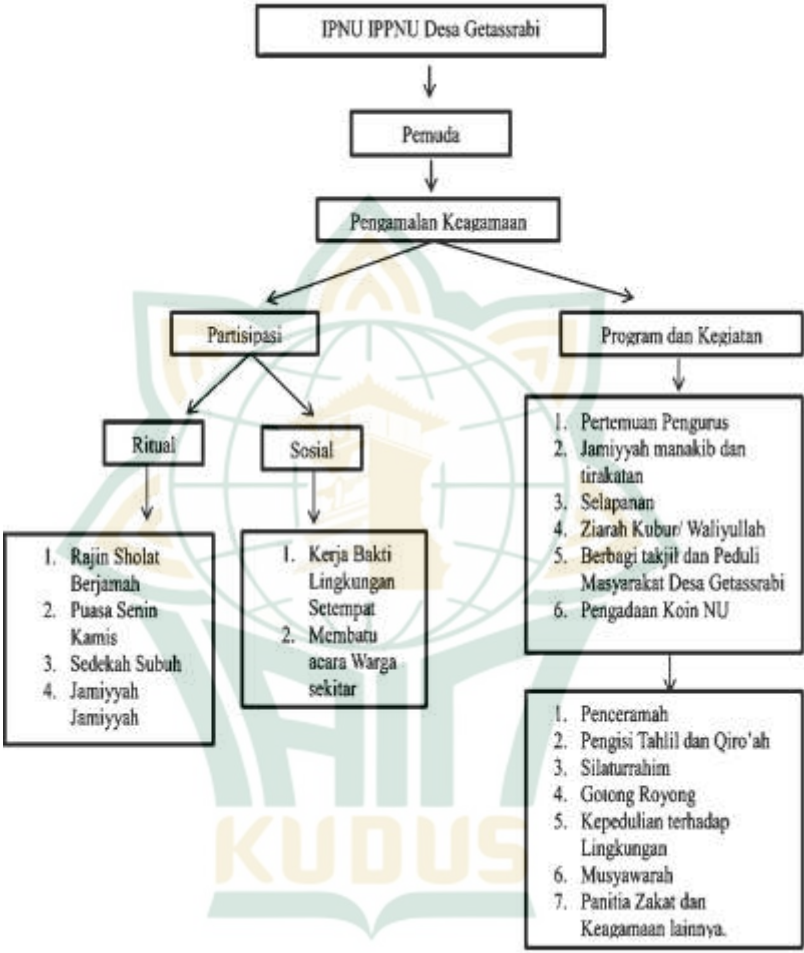 IPNU IPPNU Desa Getassrabi
Pemuda
Pengamalan Keagamaan
Partisipasi
Program dan Kegiatan
Ritual
Sosial
1. Rajin Sholat
Berjamah
2. Puasa Senin
Kamis
3. Sedekah Subuh
4. Jamiyyah
Jamiyyah
1. Kerja Bakti
Lingkungan
Setempat
2. Membatu
acara Warga
sekitar
1. Pertemuan Pengurus
2. Jamiyyah manakib dan
tirakatan
3. Selapanan
4. Ziarah Kubur/ Waliyullah
5. Berbagi takjil dan Peduli
Masyarakat Desa Getassrabi
6. Pengadaan Koin NU
1. Penceramah
2. Pengisi Tahlil dan Qiro'ah
3. Silaturrahim
4. Gotong Royong
5. Kepedulian terhadap
Lingkungan
6. Musyawarah
7. Panitia Zakat dan
Keagamaan lainnya.
IAIN
KUDUS